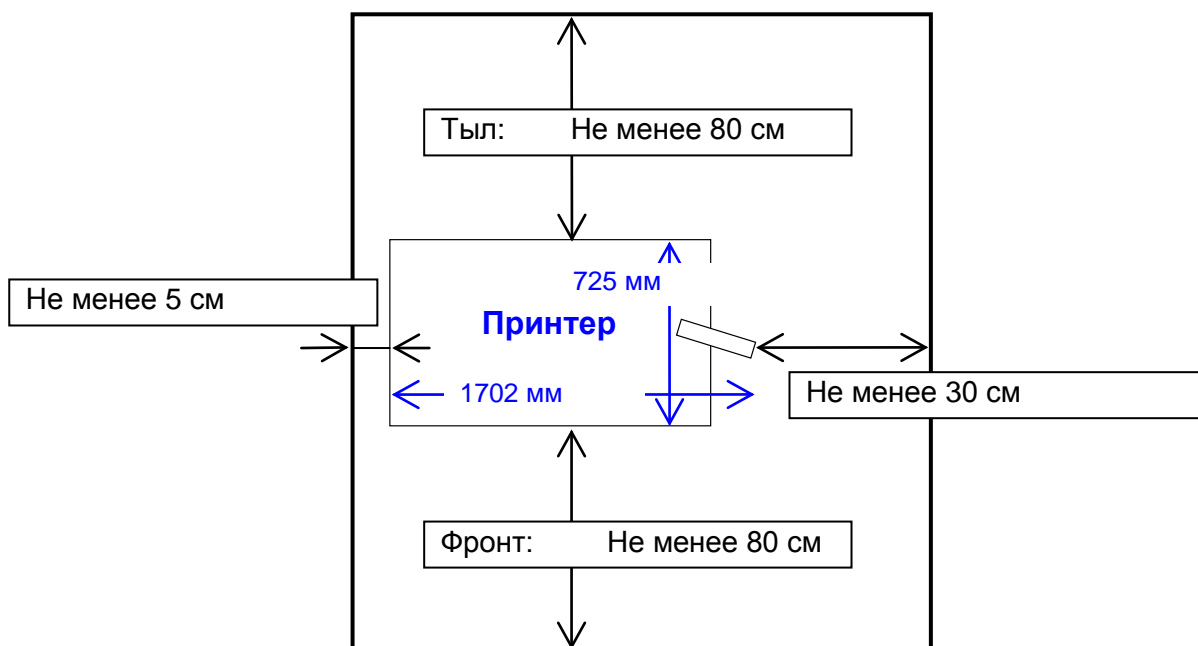 Тыл: Не менее 80 см
Не менее 5 см
725 мм
Принтер
1702 мм
Не менее 30 см
Фронт: Не менее 80 см